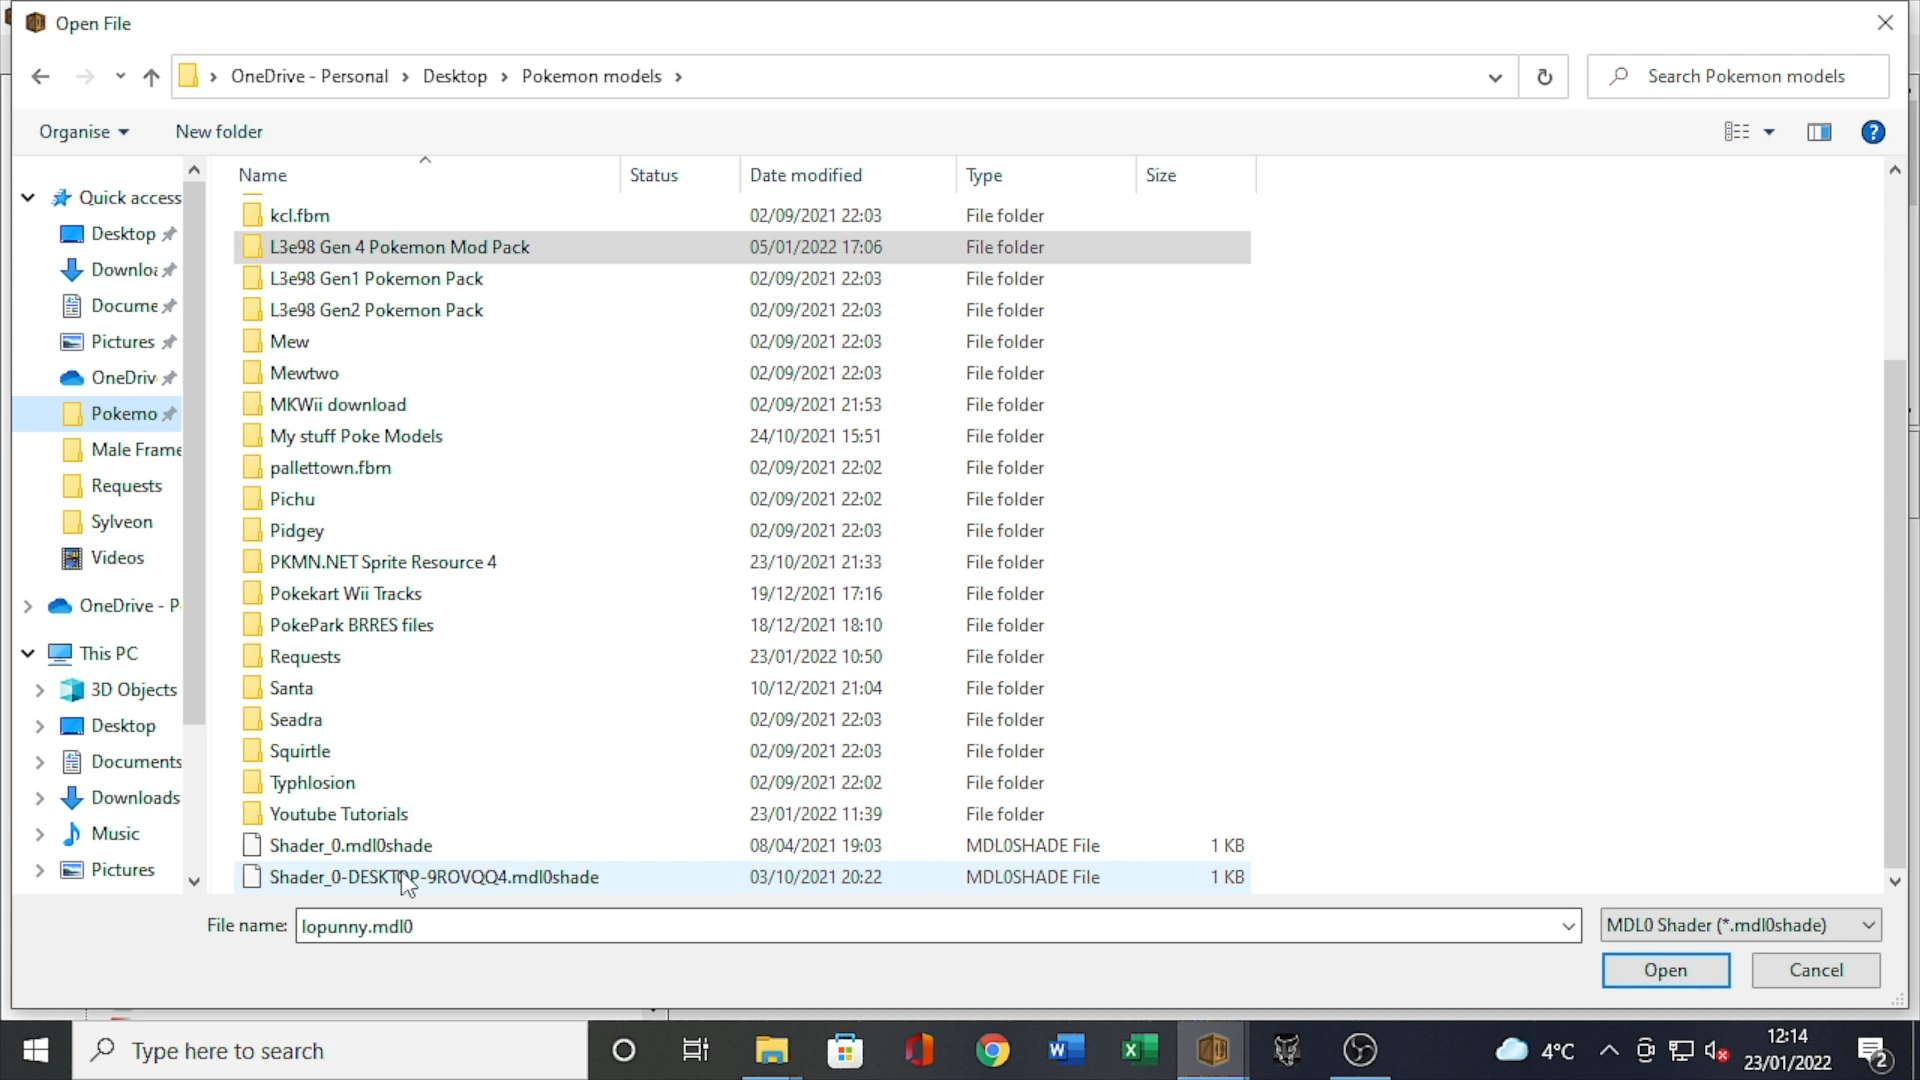 Open File
OneDrive - Personal > Desktop > Pokemon models >
Search Pokemon models
Organise
New folder
Name Status Date modified Type Size
Quick access
Desktop
Downloa
Docume
Pictures
OneDriv
Pokemo
Male Frame
Requests
Sylveon
Videos
OneDrive - P
This PC
3D Objects
Desktop
Documents
Downloads
Music
Pictures
kcl.fbm 02/09/2021 22:03 File folder
L3e98 Gen 4 Pokemon Mod Pack 05/01/2022 17:06 File folder
L3e98 Gen1 Pokemon Pack 02/09/2021 22:03 File folder
L3e98 Gen2 Pokemon Pack 02/09/2021 22:03 File folder
Mew 02/09/2021 22:03 File folder
Mewtwo 02/09/2021 22:03 File folder
MKWii download 02/09/2021 21:53 File folder
My stuff Poke Models 24/10/2021 15:51 File folder
pallettown.fbm 02/09/2021 22:02 File folder
Pichu 02/09/2021 22:02 File folder
Pidgey 02/09/2021 22:03 File folder
PKMN.NET Sprite Resource 4 23/10/2021 21:33 File folder
Pokekart Wii Tracks 19/12/2021 17:16 File folder
PokePark BRRES files 18/12/2021 18:10 File folder
Requests 23/01/2022 10:50 File folder
Santa 10/12/2021 21:04 File folder
Seadra 02/09/2021 22:03 File folder
Squirtle 02/09/2021 22:03 File folder
Typhlosion 02/09/2021 22:02 File folder
Youtube Tutorials 23/01/2022 11:39 File folder
Shader_0.mdl0shade 08/04/2021 19:03 MDL0SHADE File 1 KB
Shader_0-DESKTOP-9ROVQQ4.mdl0shade 03/10/2021 20:22 MDL0SHADE File 1 KB
File name: lopunny.mdl0
MDL0 Shader (*.mdl0shade)
Open
Cancel
Type here to search
4°C
12:14
23/01/2022
2